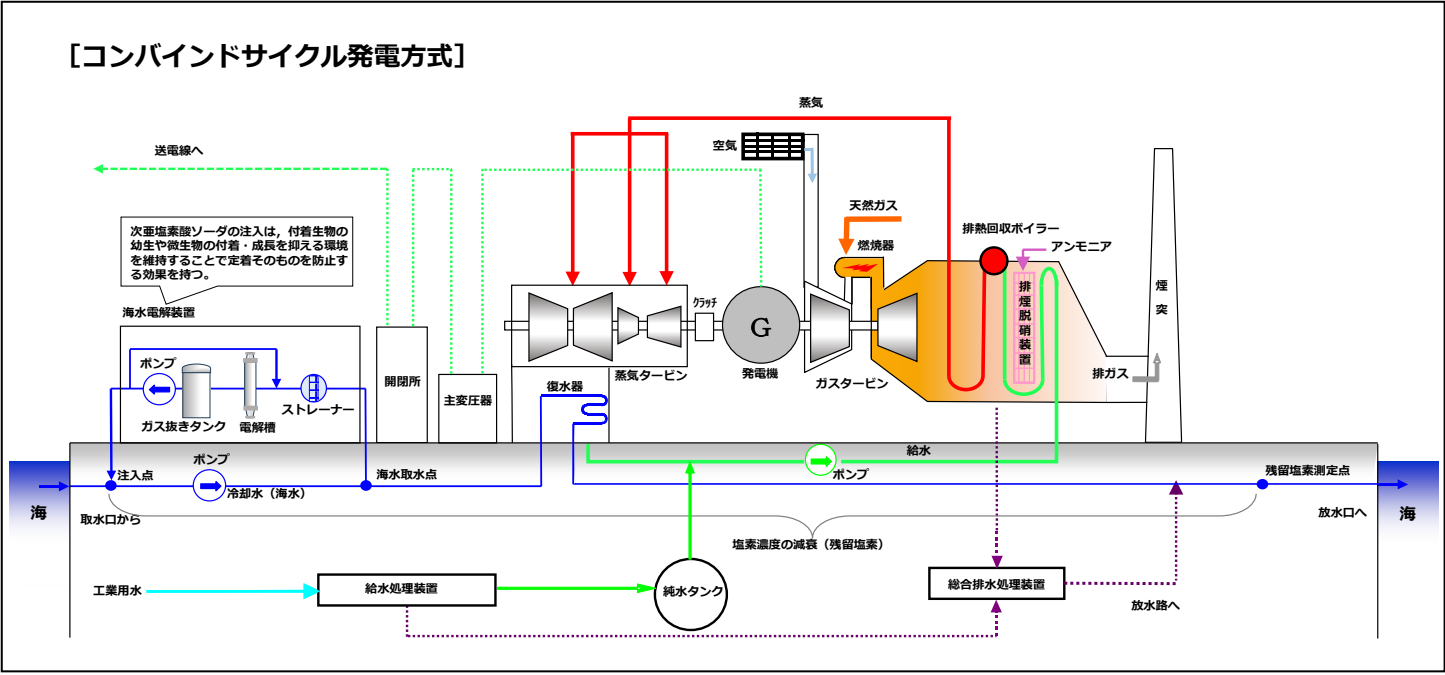 ［コンバインドサイクル発電方式］
蒸気
空気
送電線へ
天然ガス
燃焼器
排熱回収ボイラー
アンモニア
次亜塩素酸ソーダの注入は，付着生物の
幼生や微生物の付着・成長を抑える環境
を維持することで定着そのものを防止す
る効果を持つ。
海水電解装置
クラッチ
G
排煙脱硝装置
煙突
ポンプ
ガス抜きタンク
電解槽
ストレーナー
開閉所
主変圧器
復水器
蒸気タービン
発電機
ガスタービン
排ガス
給水
ポンプ
注入点
ポンプ
冷却水（海水）
海水取水点
残留塩素測定点
海
取水口から
放水口へ
海
塩素濃度の減衰（残留塩素）
工業用水
給水処理装置
純水タンク
総合排水処理装置
放水路へ